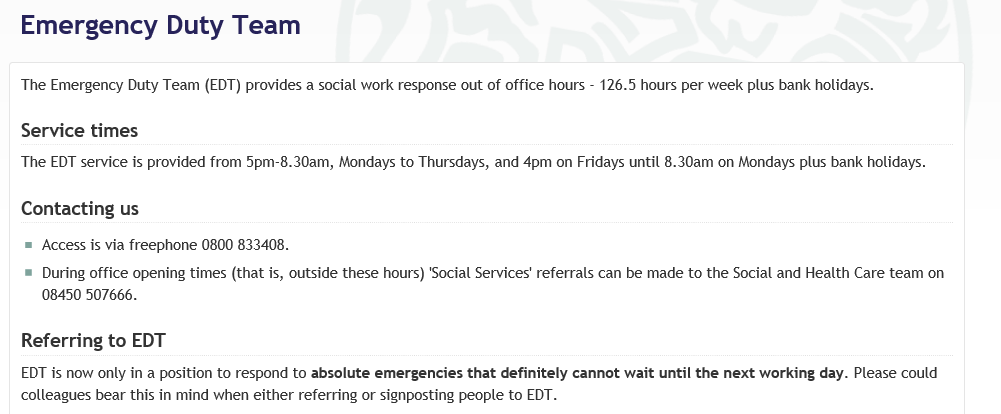 Emergency Duty Team
The Emergency Duty Team (EDT) provides a social work response out of office hours - 126.5 hours per week plus bank holidays.
Service times
The EDT service is provided from 5pm-8.30am, Mondays to Thursdays, and 4pm on Fridays until 8.30am on Mondays plus bank holidays.
Contacting us
Access is via freephone 0800 833408.
During office opening times (that is, outside these hours) 'Social Services' referrals can be made to the Social and Health Care team on
08450 507666.
Referring to EDT
EDT is now only in a position to respond to absolute emergencies that definitely cannot wait until the next working day. Please could
colleagues bear this in mind when either referring or signposting people to EDT.